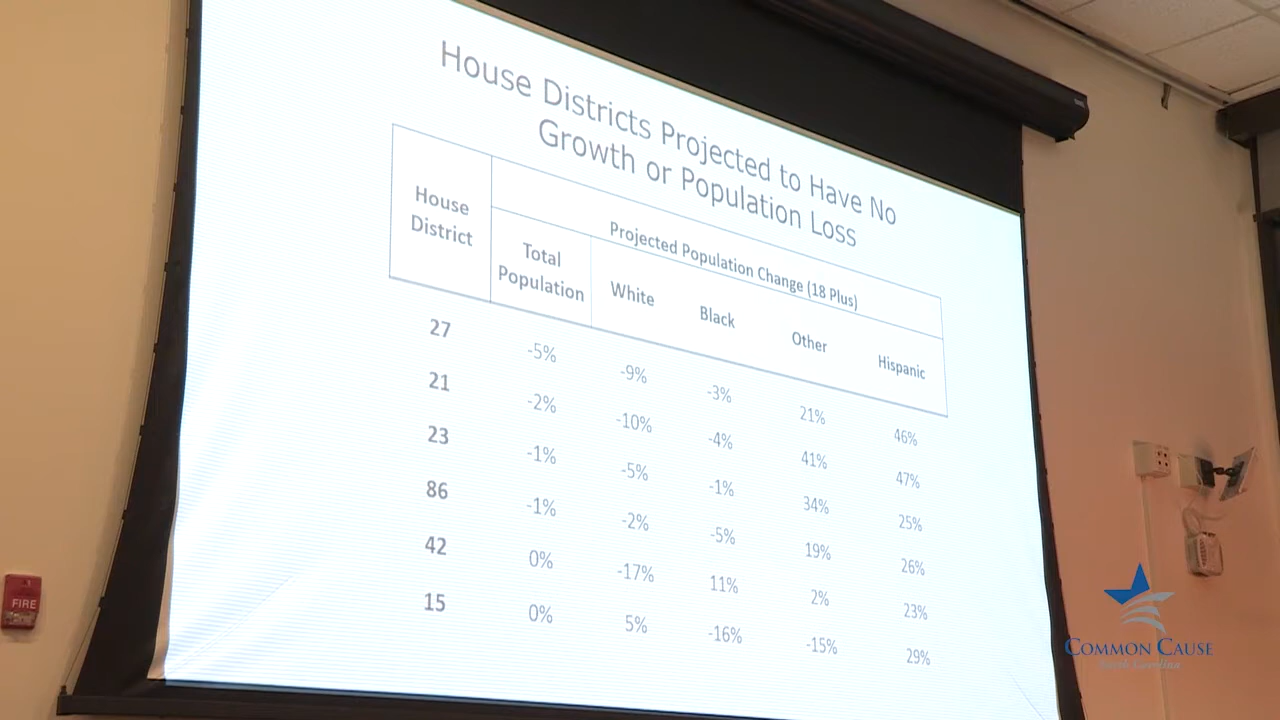 House Districts Projected to Have No
Growth or Population Loss
House
District
Projected Population Change (18 Plus)
Total
Population
White
Black
Other
Hispanic
27 -5% -9% -3% 21% 46%
21 -2% -10% -4% 41% 47%
23 -1% -5% -1% 34% 25%
86 -1% -2% -5% 19% 26%
42 0% -17% 11% 2% 23%
15 0% 5% -16% -15% 29%
FIRE
COMMON CAUSE
North Carolina